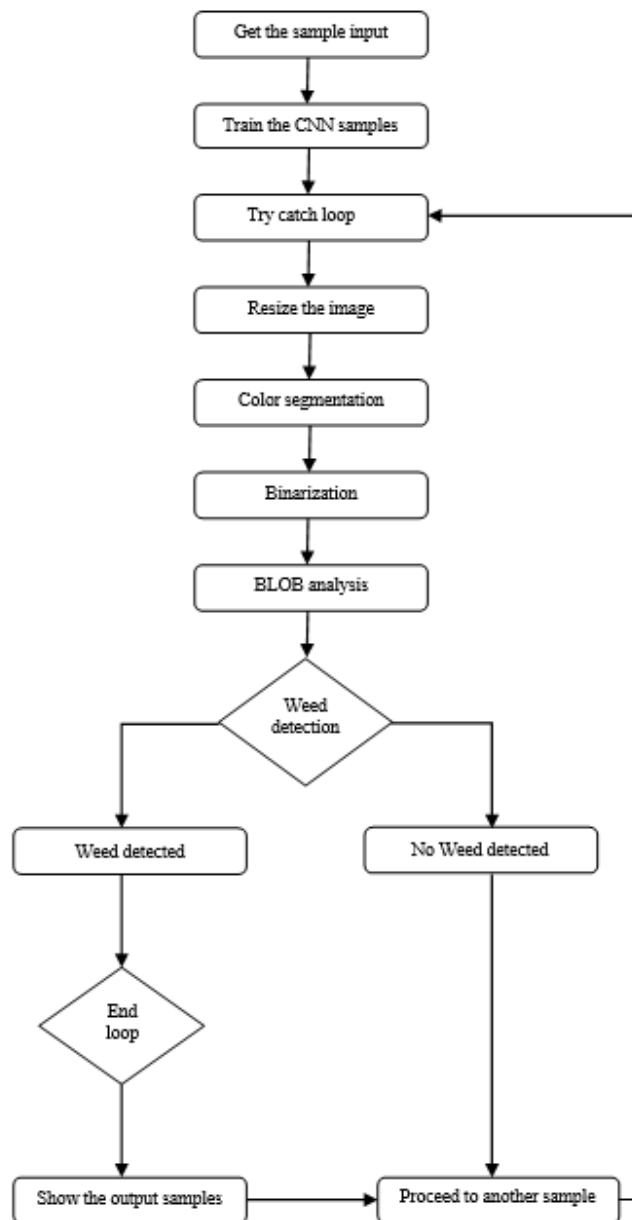 Get the sample input
Train the CNN samples
Try catch loop
Resize the image
Color segmentation
Binarization
BLOB analysis
Weed
detection
Weed detected
No Weed detected
End
loop
Show the output samples
Proceed to another sample